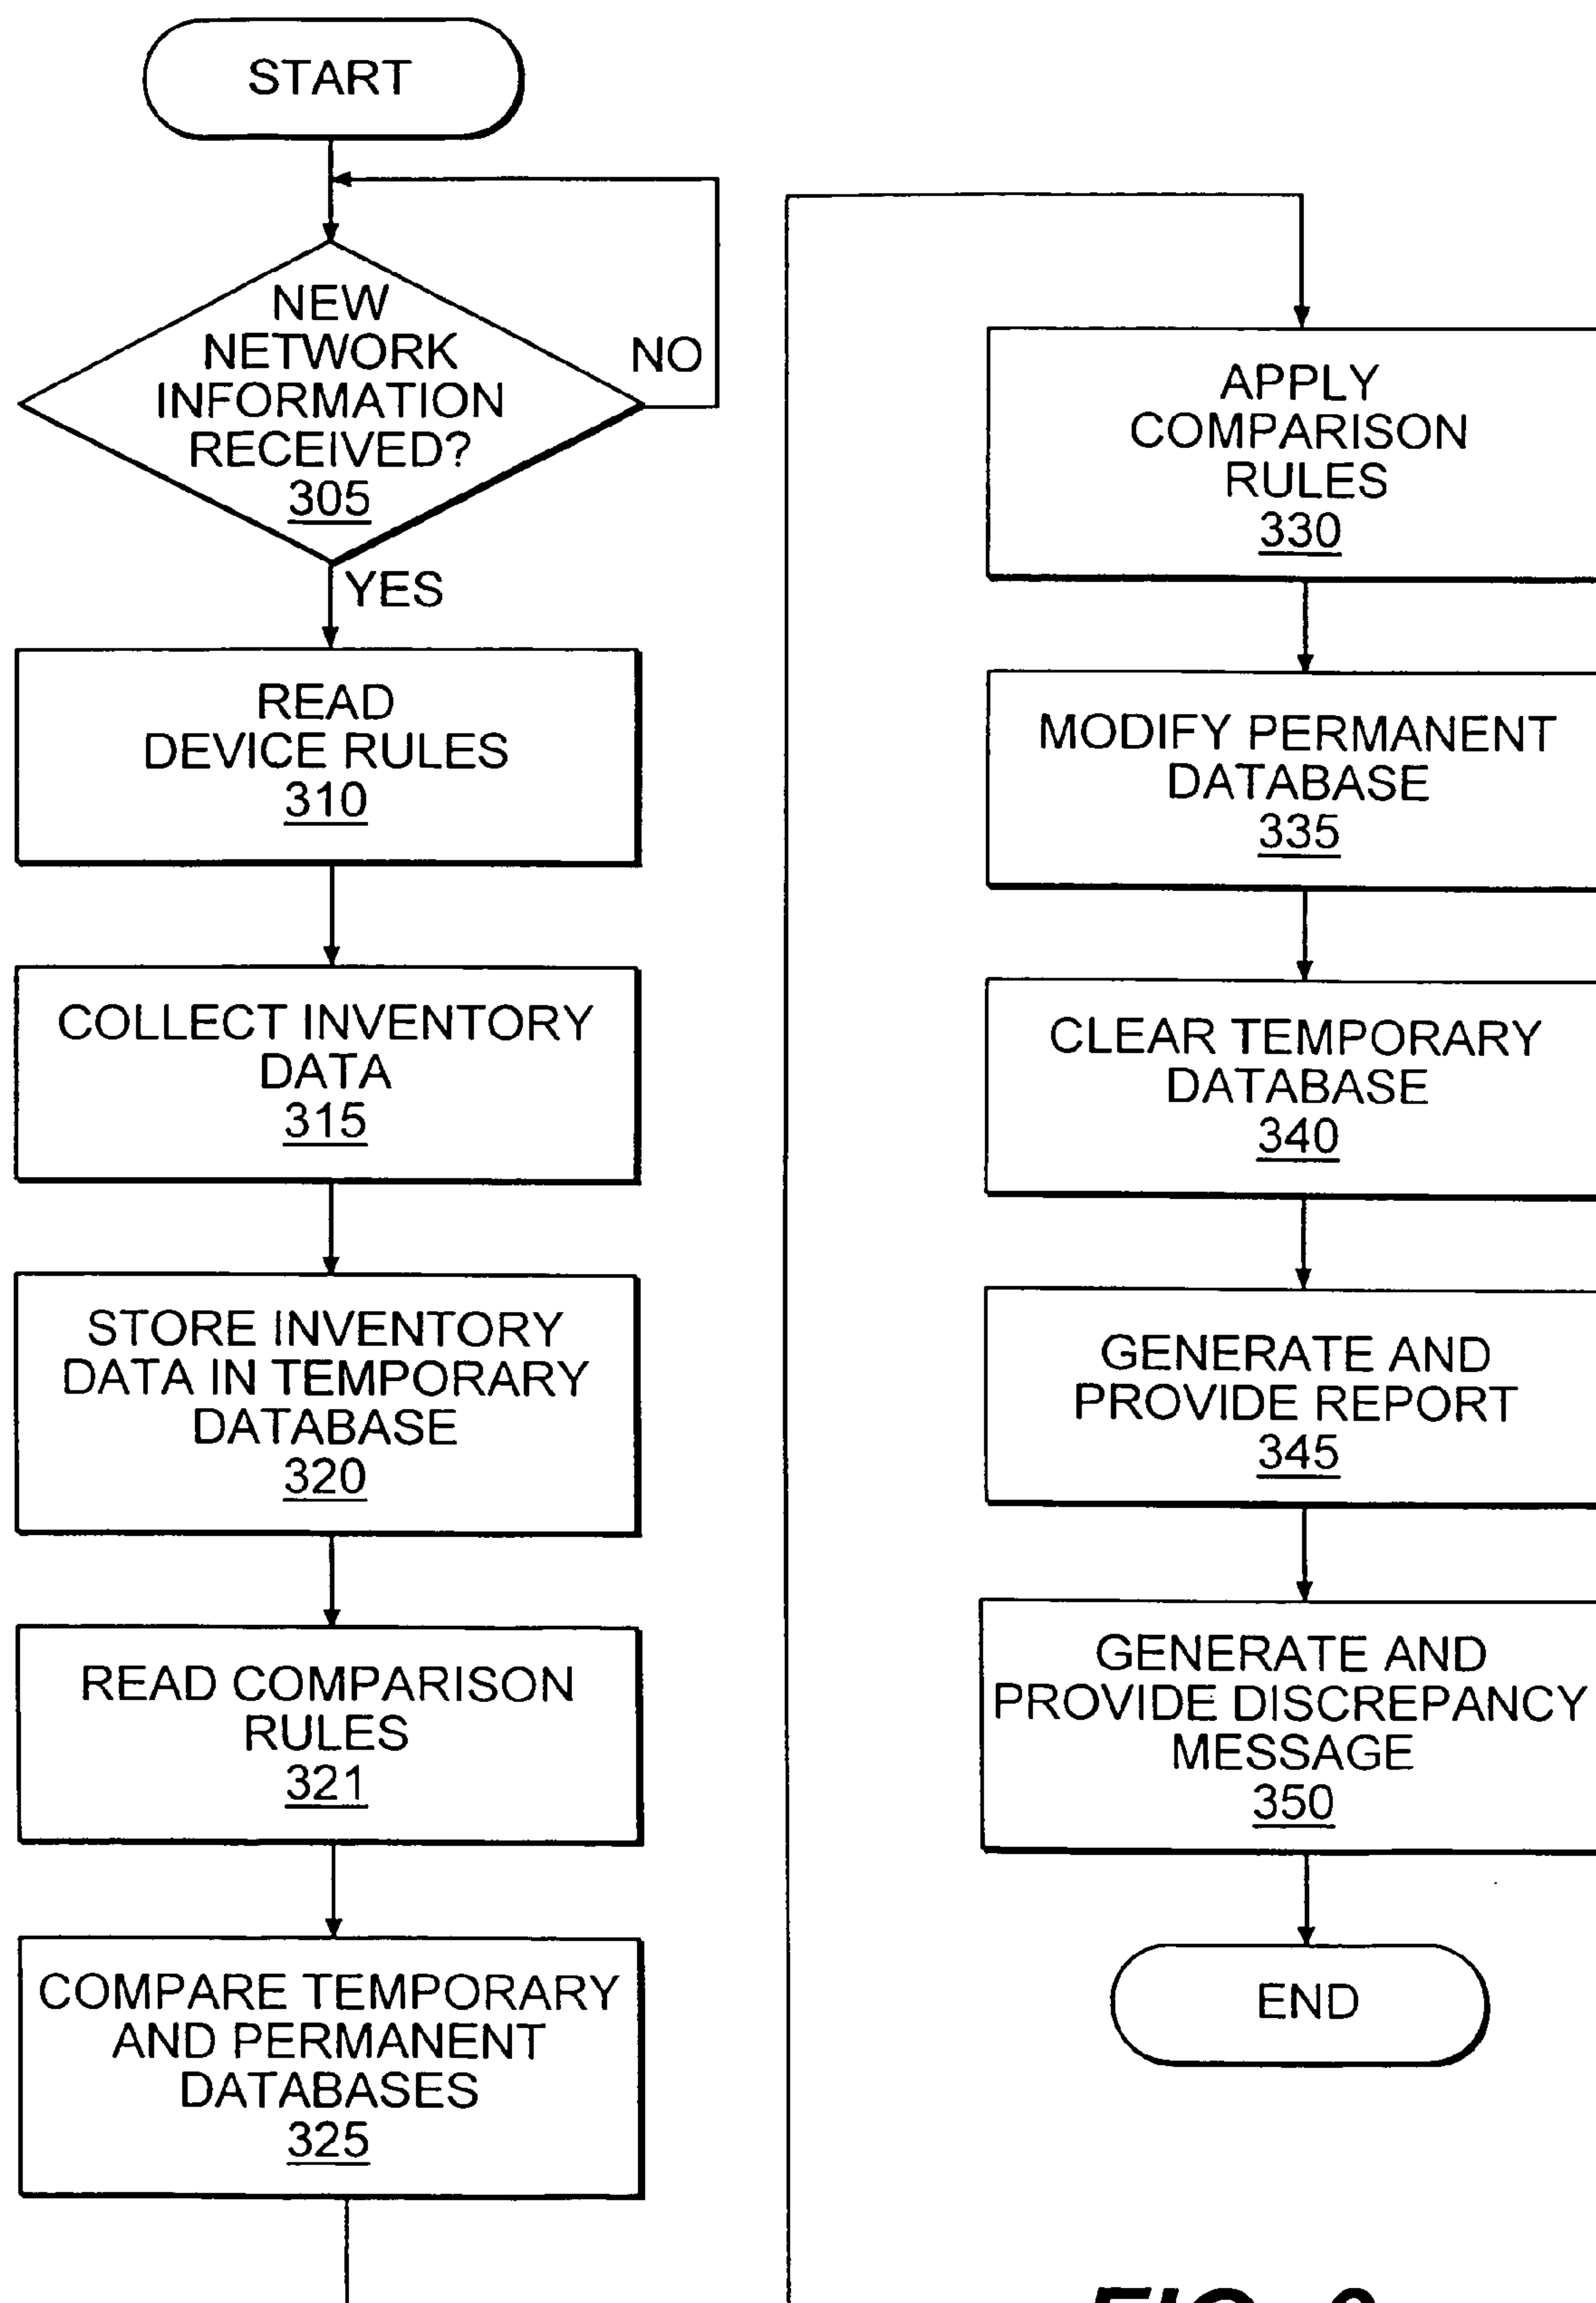 START
NEW
NETWORK
INFORMATION
RECEIVED?
305
NO
YES
READ
DEVICE RULES
310
COLLECT INVENTORY
DATA
315
STORE INVENTORY
DATA IN TEMPORARY
DATABASE
320
READ COMPARISON
RULES
321
COMPARE TEMPORARY
AND PERMANENT
DATABASES
325
APPLY
COMPARISON
RULES
330
MODIFY PERMANENT
DATABASE
335
CLEAR TEMPORARY
DATABASE
340
GENERATE AND
PROVIDE REPORT
345
GENERATE AND
PROVIDE DISCREPANCY
MESSAGE
350
END